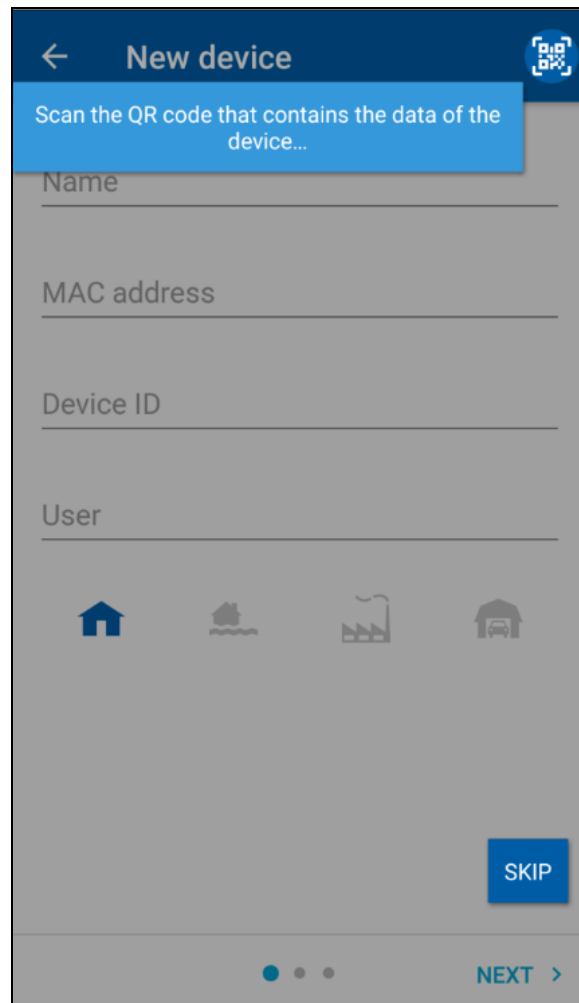 New device
Scan the QR code that contains the data of the
device...
Name
MAC address
Device ID
User
SKIP
NEXT